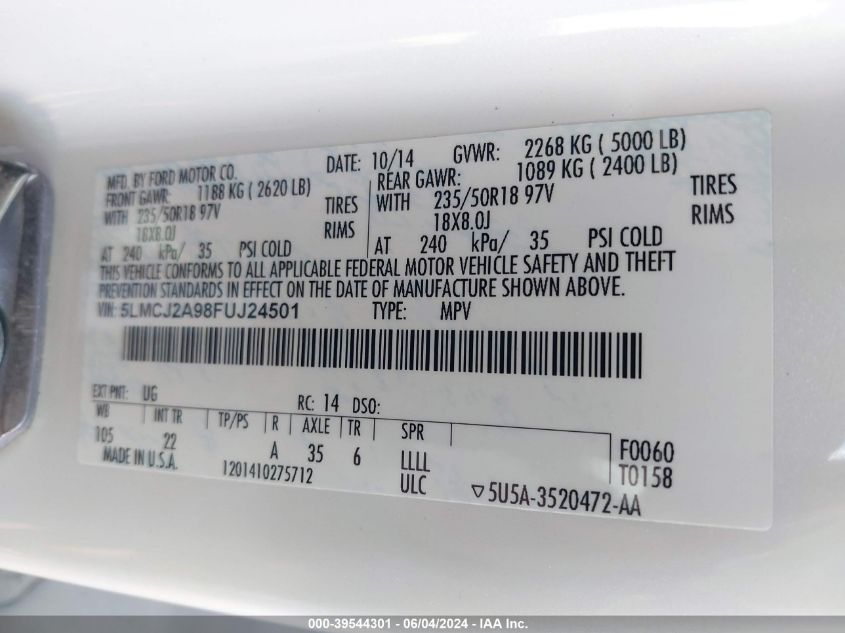 MFD. BY FORD MOTOR CO. DATE: 10/14 GVWR: 2268 KG ( 5000 LB)
FRONT GAWR: 1188 KG ( 2620 LB) REAR GAWR: 1089 KG ( 2400 LB)
WITH 235/50R18 97V TIRES WITH 235/50R18 97V TIRES
18X8.0J RIMS 18X8.0J RIMS
AT 240 kPa/ 35 PSI COLD AT 240 kPa/ 35 PSI COLD
THIS VEHICLE CONFORMS TO ALL APPLICABLE FEDERAL MOTOR VEHICLE SAFETY AND THEFT
PREVENTION STANDARDS IN EFFECT ON THE DATE OF MANUFACTURE SHOWN ABOVE.
VIN: 5LMCJ2A98FUJ24501 TYPE: MPV
EXT PNT: UG RC: 14 DSO:
WB INT TR TP/PS R AXLE TR SPR
105 22 A 35 6 LLLL F0060
MADE IN U.S.A. 1201410275712 ULC T0158
▽5U5A-3520472-AA
000-39544301 - 06/04/2024 - IAA Inc.